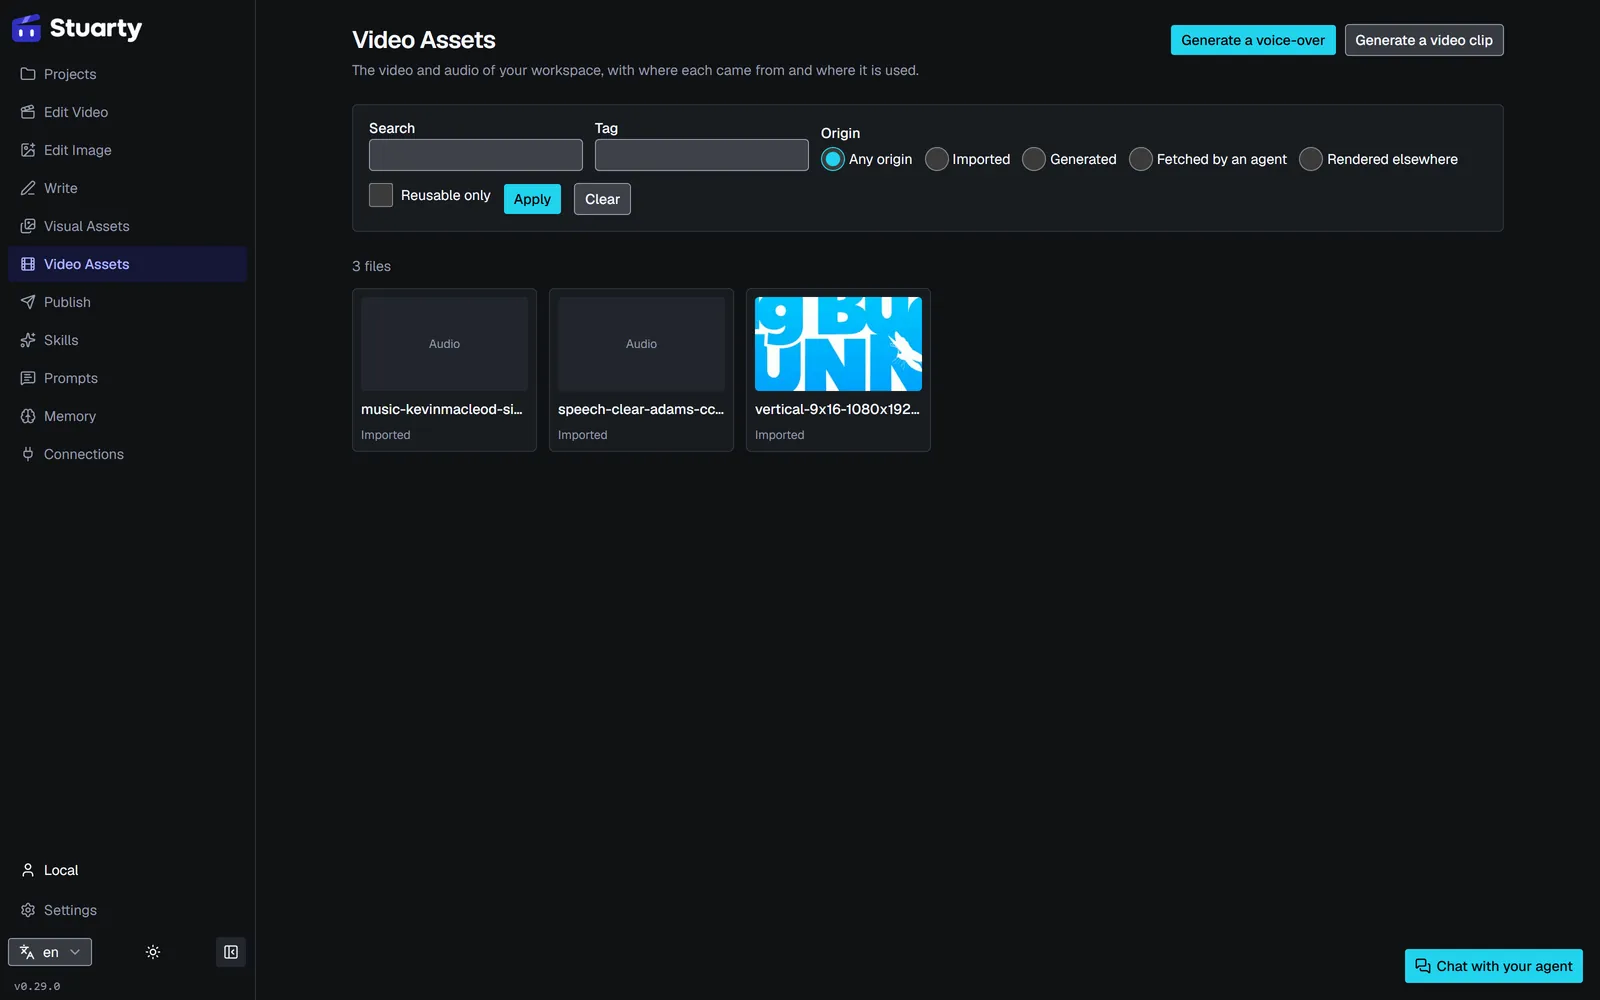 Stuarty
Projects
Edit Video
Edit Image
Write
Visual Assets
Video Assets
Publish
Skills
Prompts
Memory
Connections
Local
Settings
en
v0.29.0
Video Assets
The video and audio of your workspace, with where each came from and where it is used.
Generate a voice-over
Generate a video clip
Search
Tag
Origin
Any origin
Imported
Generated
Fetched by an agent
Rendered elsewhere
Reusable only
Apply
Clear
3 files
Audio
music-kevinmacleod-si...
Imported
Audio
speech-clear-adams-cc...
Imported
g BU
UNN
vertical-9x16-1080x192...
Imported
Chat with your agent